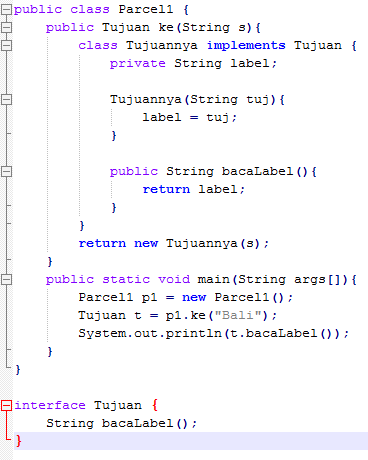 public class Parcel1 {
    public Tujuan ke(String s){
        class Tujuannya implements Tujuan {
            private String label;

            Tujuannya(String tuj){
                label = tuj;
            }

            public String bacaLabel(){
                return label;
            }
        }
        return new Tujuannya(s);
    }
    public static void main(String args[]){
        Parcel1 p1 = new Parcel1();
        Tujuan t = p1.ke("Bali");
        System.out.println(t.bacaLabel());
    }
}

interface Tujuan {
    String bacaLabel();
}